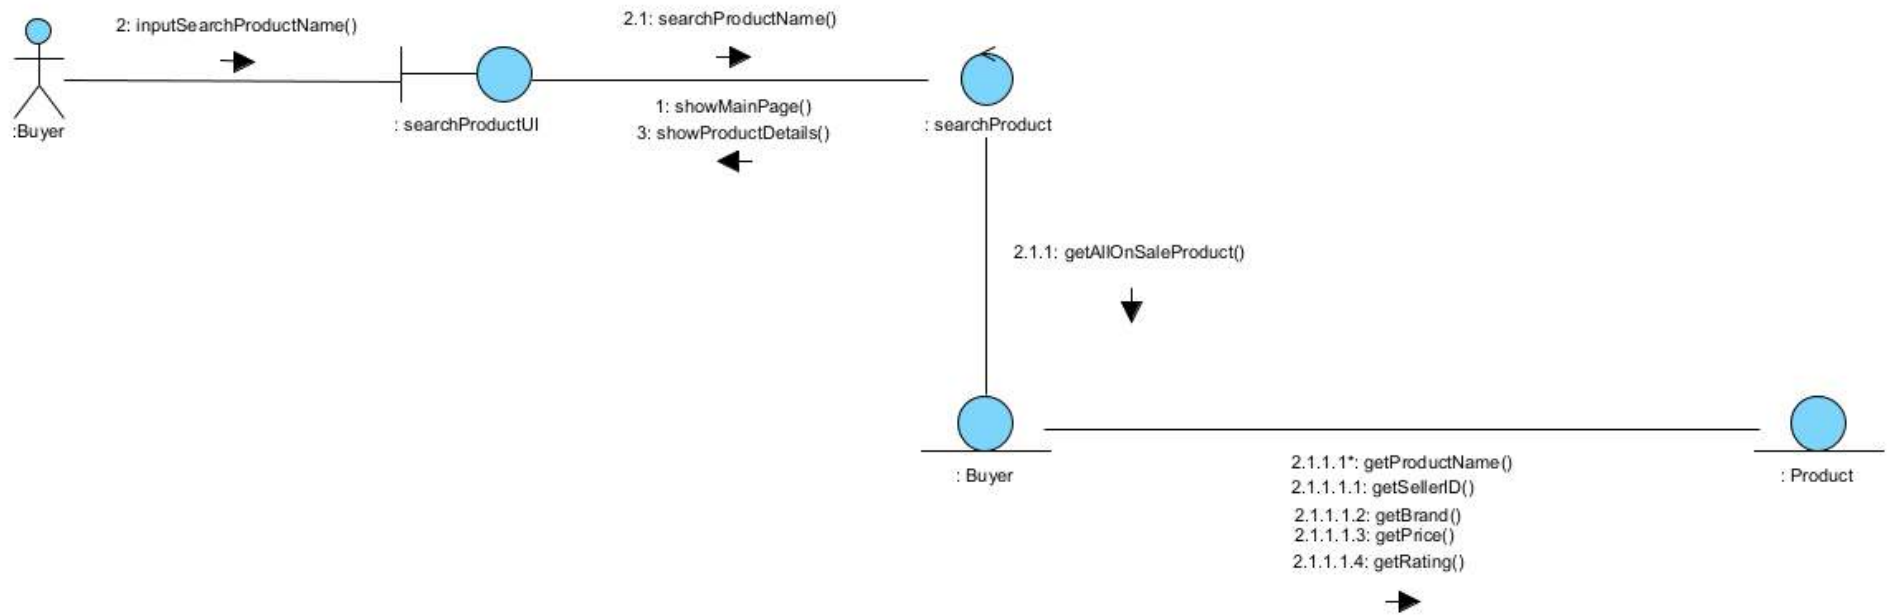 2: inputSearchProductName()
2.1: searchProductName()
:Buyer
: searchProductUI
1: showMainPage()
3: showProductDetails()
: searchProduct
2.1.1: getAllOnSaleProduct()
: Buyer
2.1.1.1*: getProductName()
2.1.1.1.1: getSellerID()
2.1.1.1.2: getBrand()
2.1.1.1.3: getPrice()
2.1.1.1.4: getRating()
: Product